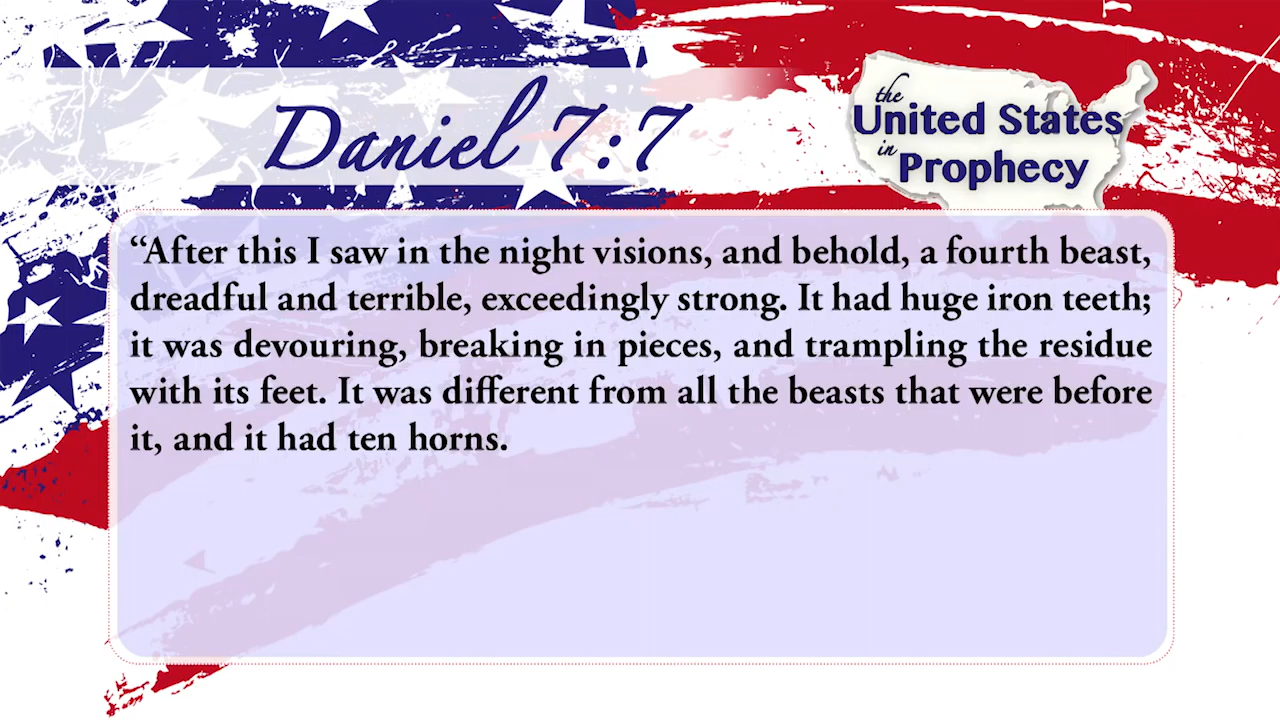 Daniel 7:7
the
United States
in
Prophecy
“After this I saw in the night visions, and behold, a fourth beast,
dreadful and terrible, exceedingly strong. It had huge iron teeth;
it was devouring, breaking in pieces, and trampling the residue
with its feet. It was different from all the beasts that were before
it, and it had ten horns.